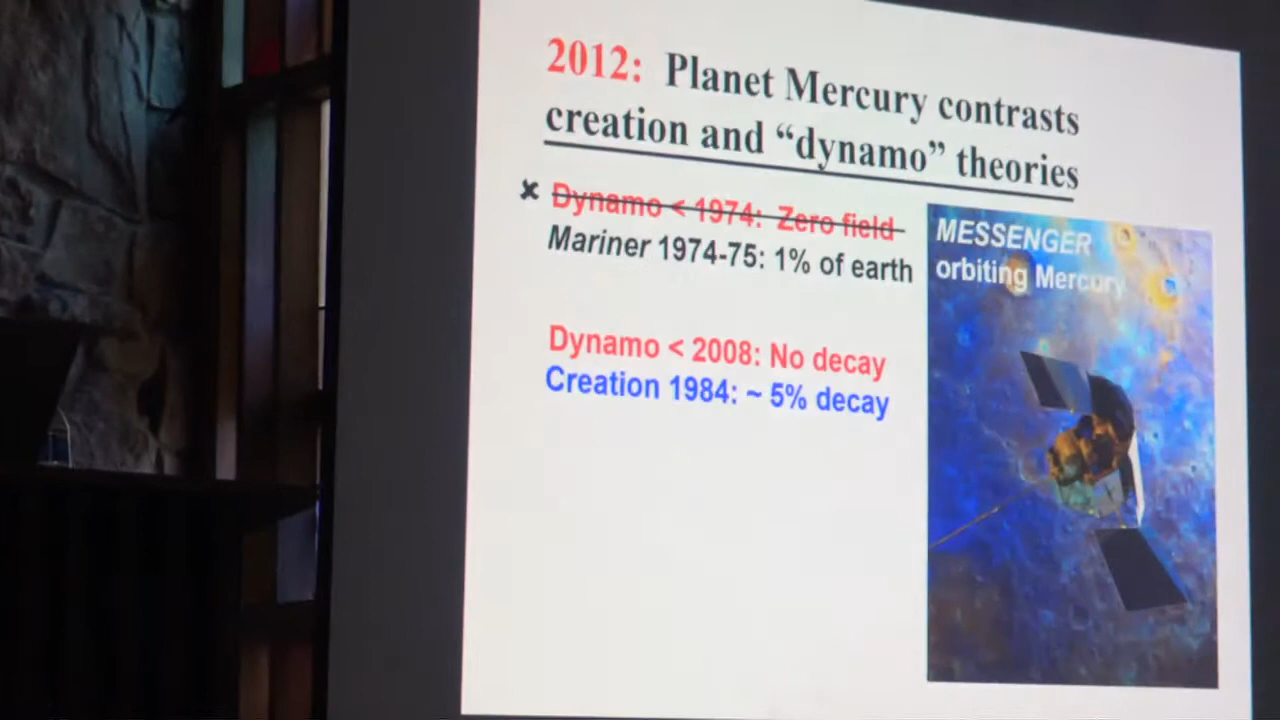 2012: Planet Mercury contrasts
creation and “dynamo” theories
✖ Dynamo < 1974: Zero field
Mariner 1974-75: 1% of earth
Dynamo < 2008: No decay
Creation 1984: ~ 5% decay
MESSENGER
orbiting Mercury